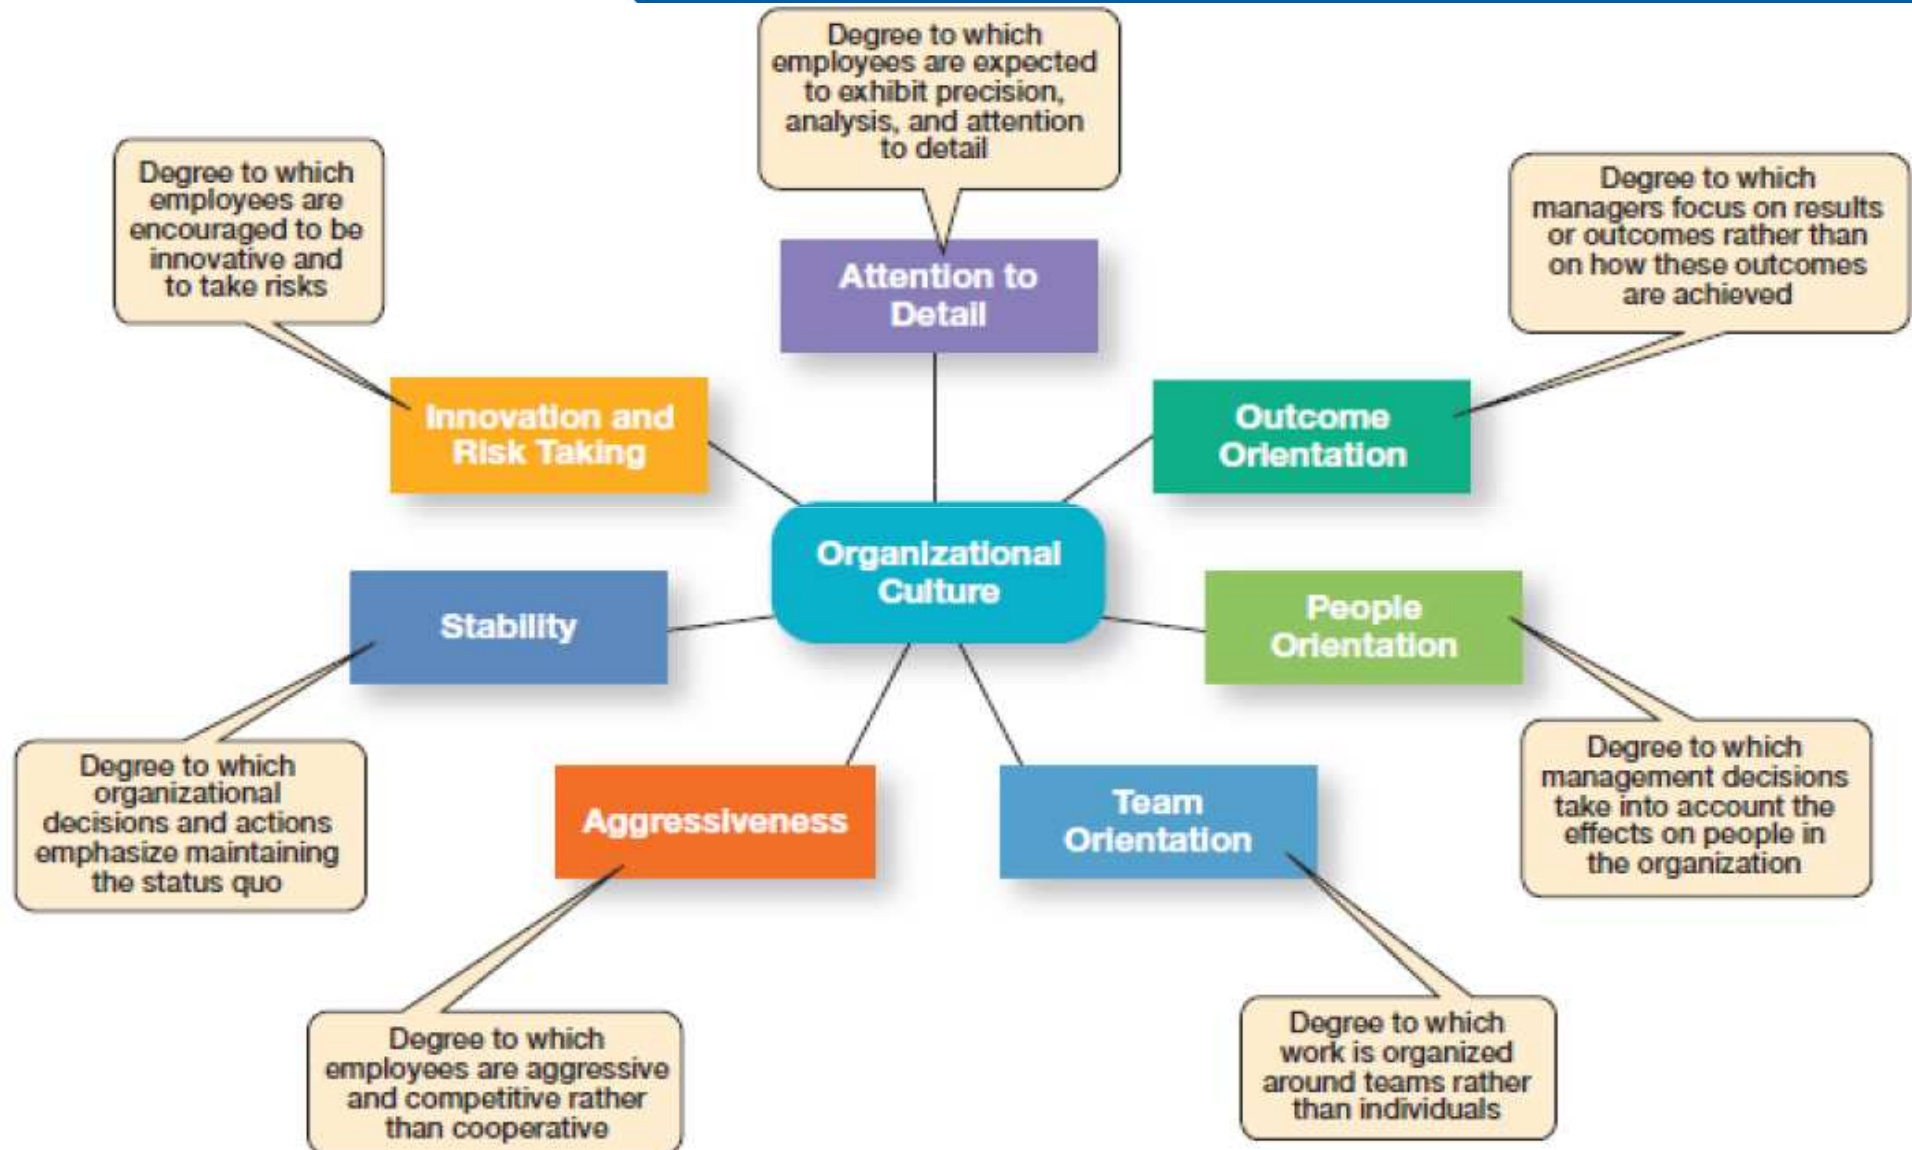 Degree to which
employees are expected
to exhibit precision,
analysis, and attention
to detail
Degree to which
employees are
encouraged to be
innovative and
to take risks
Degree to which
managers focus on results
or outcomes rather than
on how these outcomes
are achieved
Attention to
Detail
Innovation and
Risk Taking
Outcome
Orientation
Organizational
Culture
Stability
People
Orientation
Degree to which
organizational
decisions and actions
emphasize maintaining
the status quo
Aggressiveness
Team
Orientation
Degree to which
management decisions
take into account the
effects on people in
the organization
Degree to which
employees are aggressive
and competitive rather
than cooperative
Degree to which
work is organized
around teams rather
than individuals